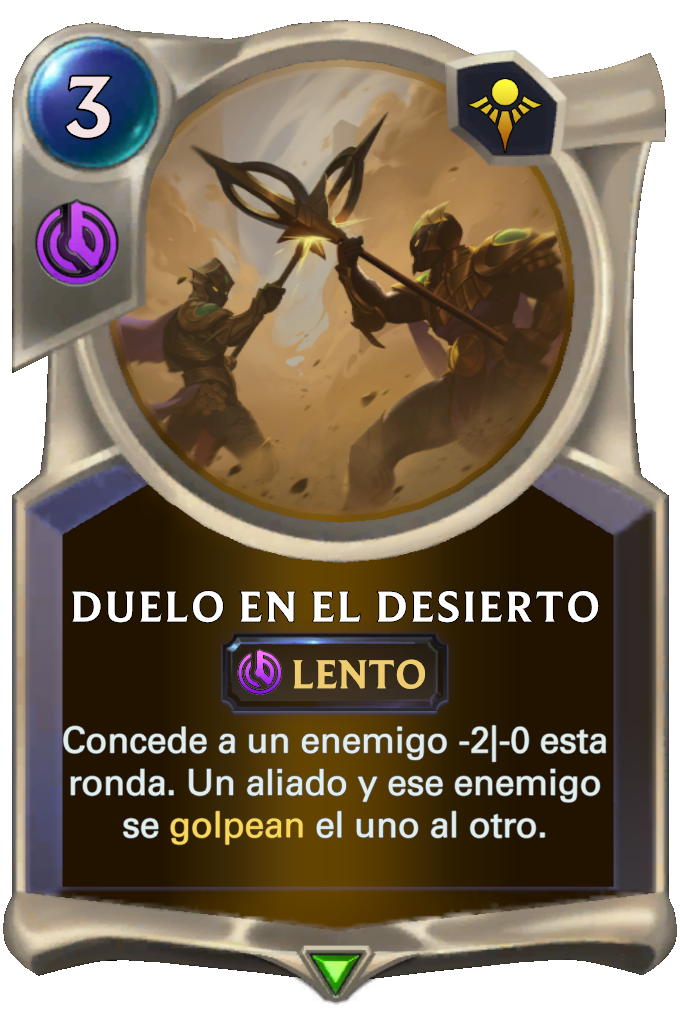 3
DUELO EN EL DESIERTO
LENTO
Concede a un enemigo -2|-0 esta
ronda. Un aliado y ese enemigo
se golpean el uno al otro.